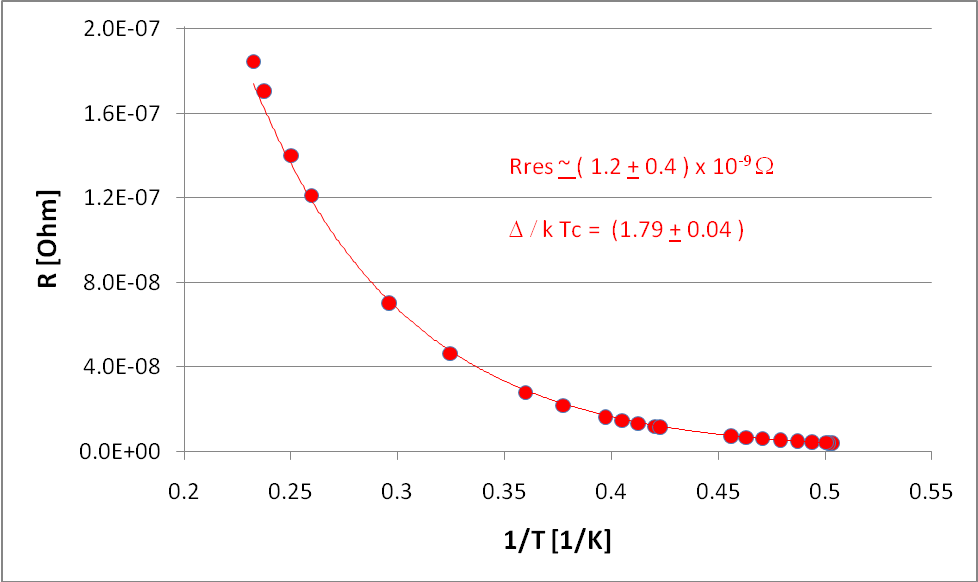 2.0E-07
1.6E-07
1.2E-07
8.0E-08
4.0E-08
0.0E+00
R [Ohm]
Rres ~ ( 1.2 ± 0.4 ) x 10⁻⁹ Ω
Δ / k Tc = (1.79 ± 0.04 )
0.2 0.25 0.3 0.35 0.4 0.45 0.5 0.55
1/T [1/K]